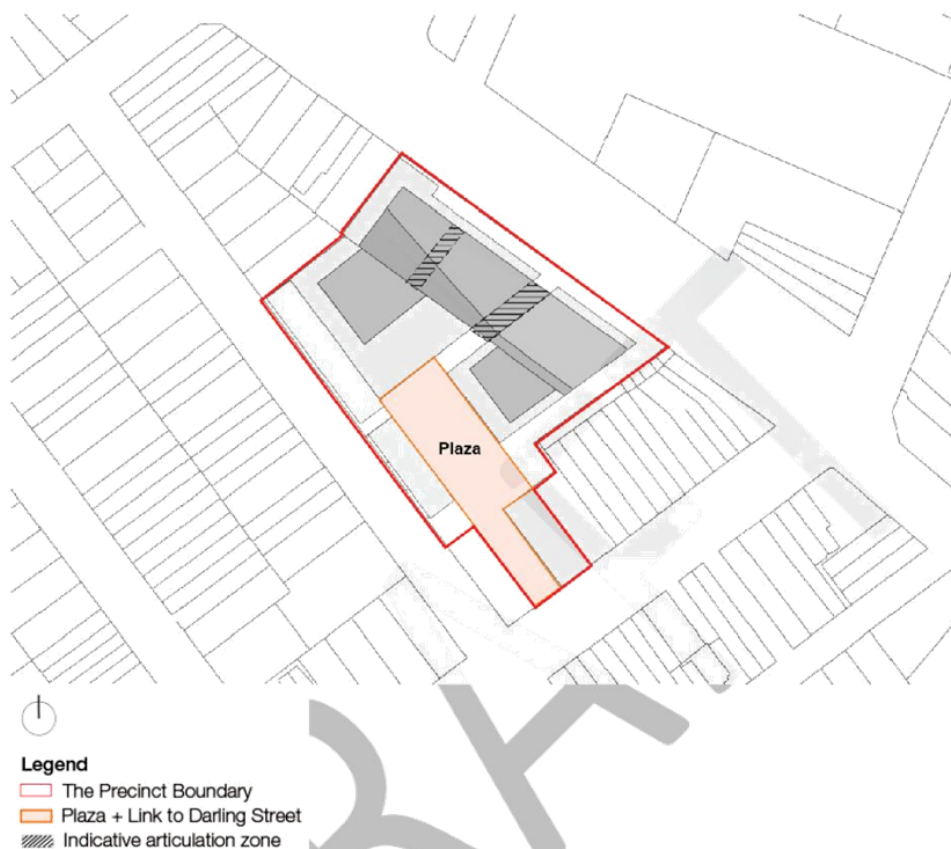 Plaza
Legend
The Precinct Boundary
Plaza + Link to Darling Street
Indicative articulation zone